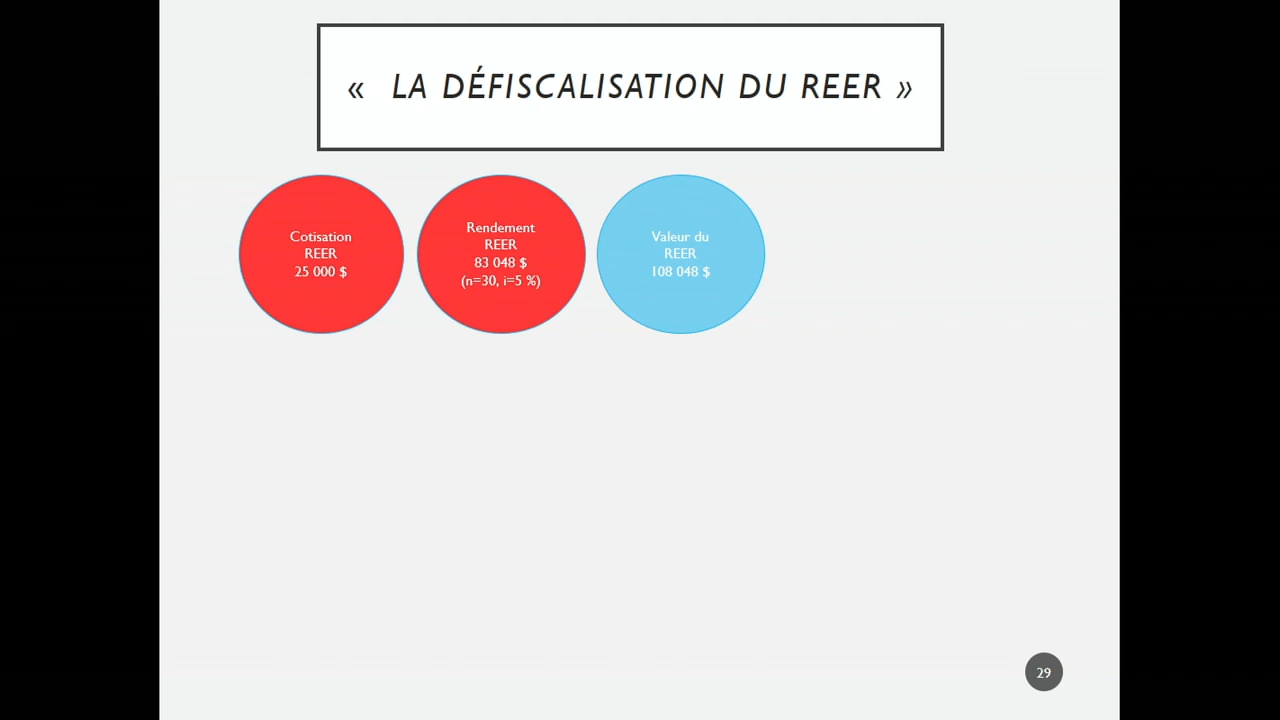 «  LA DÉFISCALISATION DU REER »
Cotisation
REER
25 000 $
Rendement
REER
83 048 $
(n=30, i=5 %)
Valeur du
REER
108 048 $
29